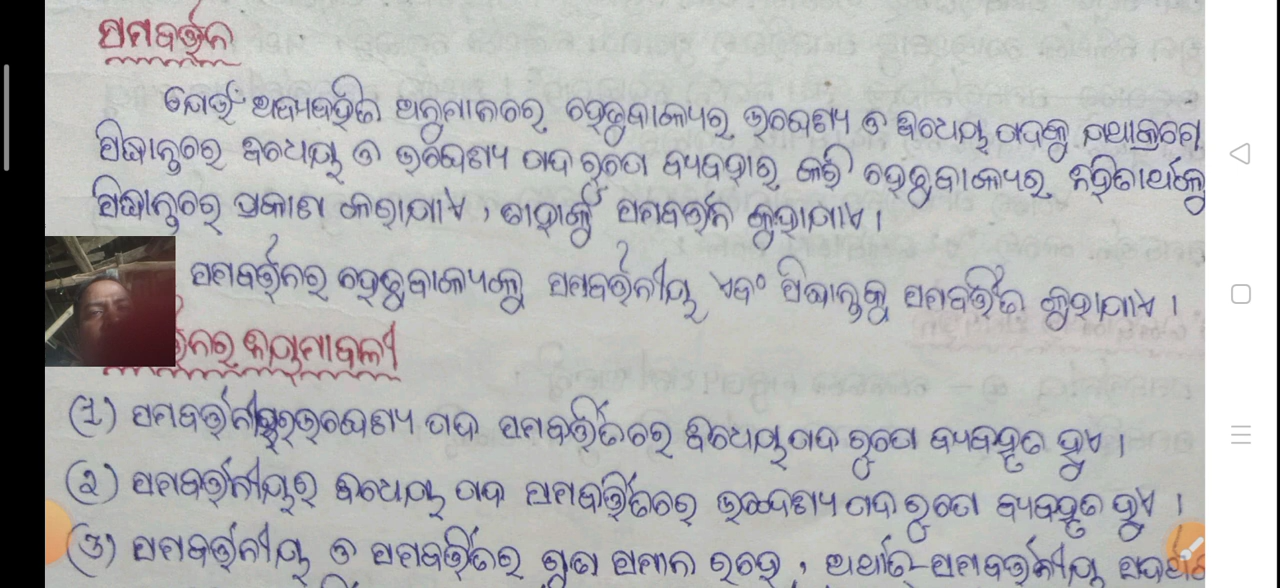 ସମବର୍ତ୍ତନ
ଯେଉଁ ଅବ୍ୟବହିତ ଅନୁମାନରେ ହେତୁବାକ୍ୟର ଉଦ୍ଦେଶ୍ୟ ଓ ବିଧେୟ ପଦକୁ ଯଥାକ୍ରମେ
ସିଦ୍ଧାନ୍ତରେ ବିଧେୟ ଓ ଉଦ୍ଦେଶ୍ୟ ପଦ ରୂପେ ବ୍ୟବହାର କରି ହେତୁବାକ୍ୟର ନିହିତାର୍ଥକୁ
ସିଦ୍ଧାନ୍ତରେ ପ୍ରକାଶ କରାଯାଏ, ତାହାକୁଁ ସମବର୍ତ୍ତନ କୁହାଯାଏ।
ସମବର୍ତ୍ତନର ହେତୁବାକ୍ୟକୁ ସମବର୍ତ୍ତନୀୟ ଏବଂ ସିଦ୍ଧାନ୍ତକୁ ସମବର୍ତ୍ତିତ କୁହାଯାଏ।
ନିୟମାବଳୀ
(୧) ସମବର୍ତ୍ତନୀୟର ଉଦ୍ଦେଶ୍ୟ ପଦ ସମବର୍ତ୍ତିତରେ ବିଧେୟ ପଦ ରୂପେ ବ୍ୟବହୃତ ହୁଏ।
(୨) ସମବର୍ତ୍ତନୀୟର ବିଧେୟ ପଦ ସମବର୍ତ୍ତିତରେ ଉଦ୍ଦେଶ୍ୟ ପଦ ରୂପେ ବ୍ୟବହୃତ ହୁଏ।
(୩) ସମବର୍ତ୍ତନୀୟ ଓ ସମବର୍ତ୍ତିତର ଗୁଣ ସମାନ ରହେ, ଅର୍ଥାତ-ସମବର୍ତ୍ତନୀୟ